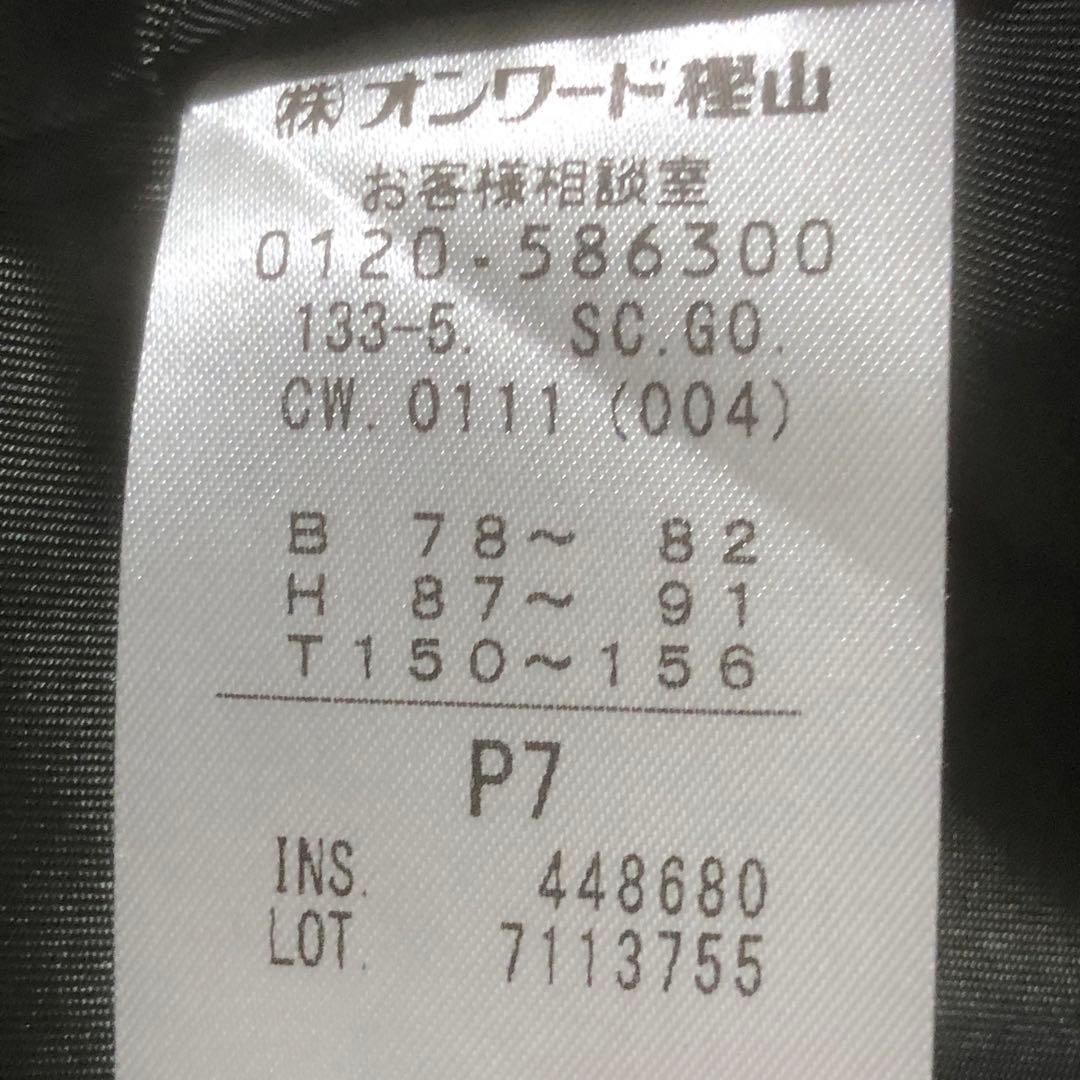 ㈱オンワード樫山
お客様相談室
0120-586300
133-5. SC.GO.
CW.0111(004)
B 78~ 82
H 87~ 91
T150~156
P7
INS. 448680
LOT. 7113755